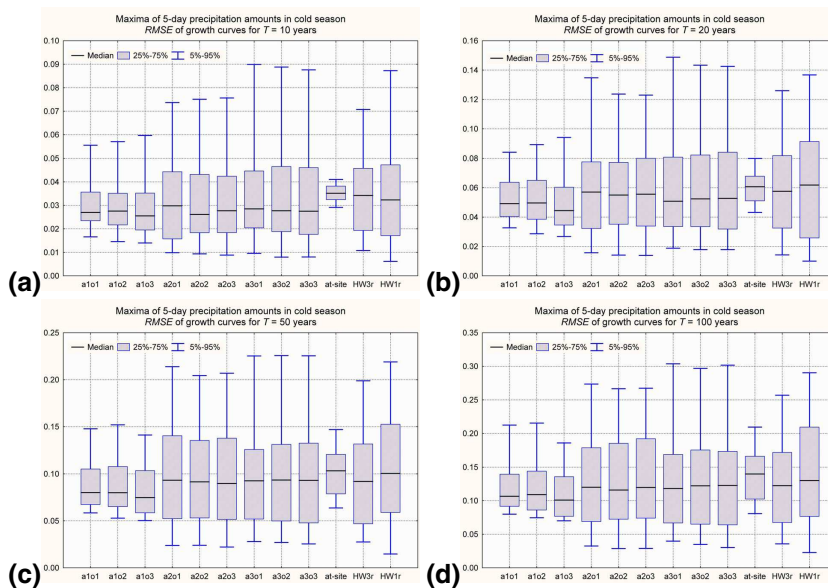 Maxima of 5-day precipitation amounts in cold season
RMSE of growth curves for T = 10 years
Median 25%-75% 5%-95%
0.10
0.09
0.08
0.07
0.06
0.05
0.04
0.03
0.02
0.01
0.00
a1o1 a1o2 a1o3 a2o1 a2o2 a2o3 a3o1 a3o2 a3o3 at-site HW3r HW1r
(a)
Maxima of 5-day precipitation amounts in cold season
RMSE of growth curves for T = 20 years
Median 25%-75% 5%-95%
0.16
0.14
0.12
0.10
0.08
0.06
0.04
0.02
0.00
a1o1 a1o2 a1o3 a2o1 a2o2 a2o3 a3o1 a3o2 a3o3 at-site HW3r HW1r
(b)
Maxima of 5-day precipitation amounts in cold season
RMSE of growth curves for T = 50 years
Median 25%-75% 5%-95%
0.25
0.20
0.15
0.10
0.05
0.00
a1o1 a1o2 a1o3 a2o1 a2o2 a2o3 a3o1 a3o2 a3o3 at-site HW3r HW1r
(c)
Maxima of 5-day precipitation amounts in cold season
RMSE of growth curves for T = 100 years
Median 25%-75% 5%-95%
0.35
0.30
0.25
0.20
0.15
0.10
0.05
0.00
a1o1 a1o2 a1o3 a2o1 a2o2 a2o3 a3o1 a3o2 a3o3 at-site HW3r HW1r
(d)